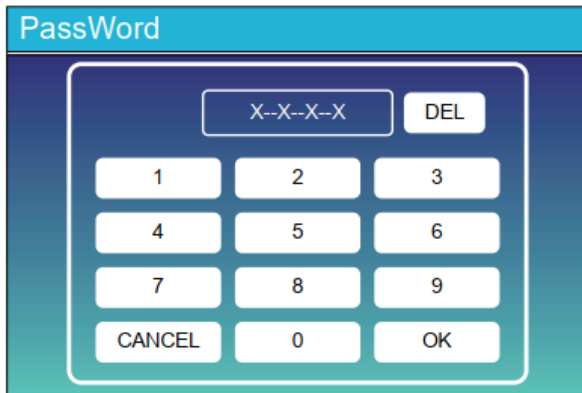 PassWord
X--X--X--X DEL
1 2 3
4 5 6
7 8 9
CANCEL 0 OK